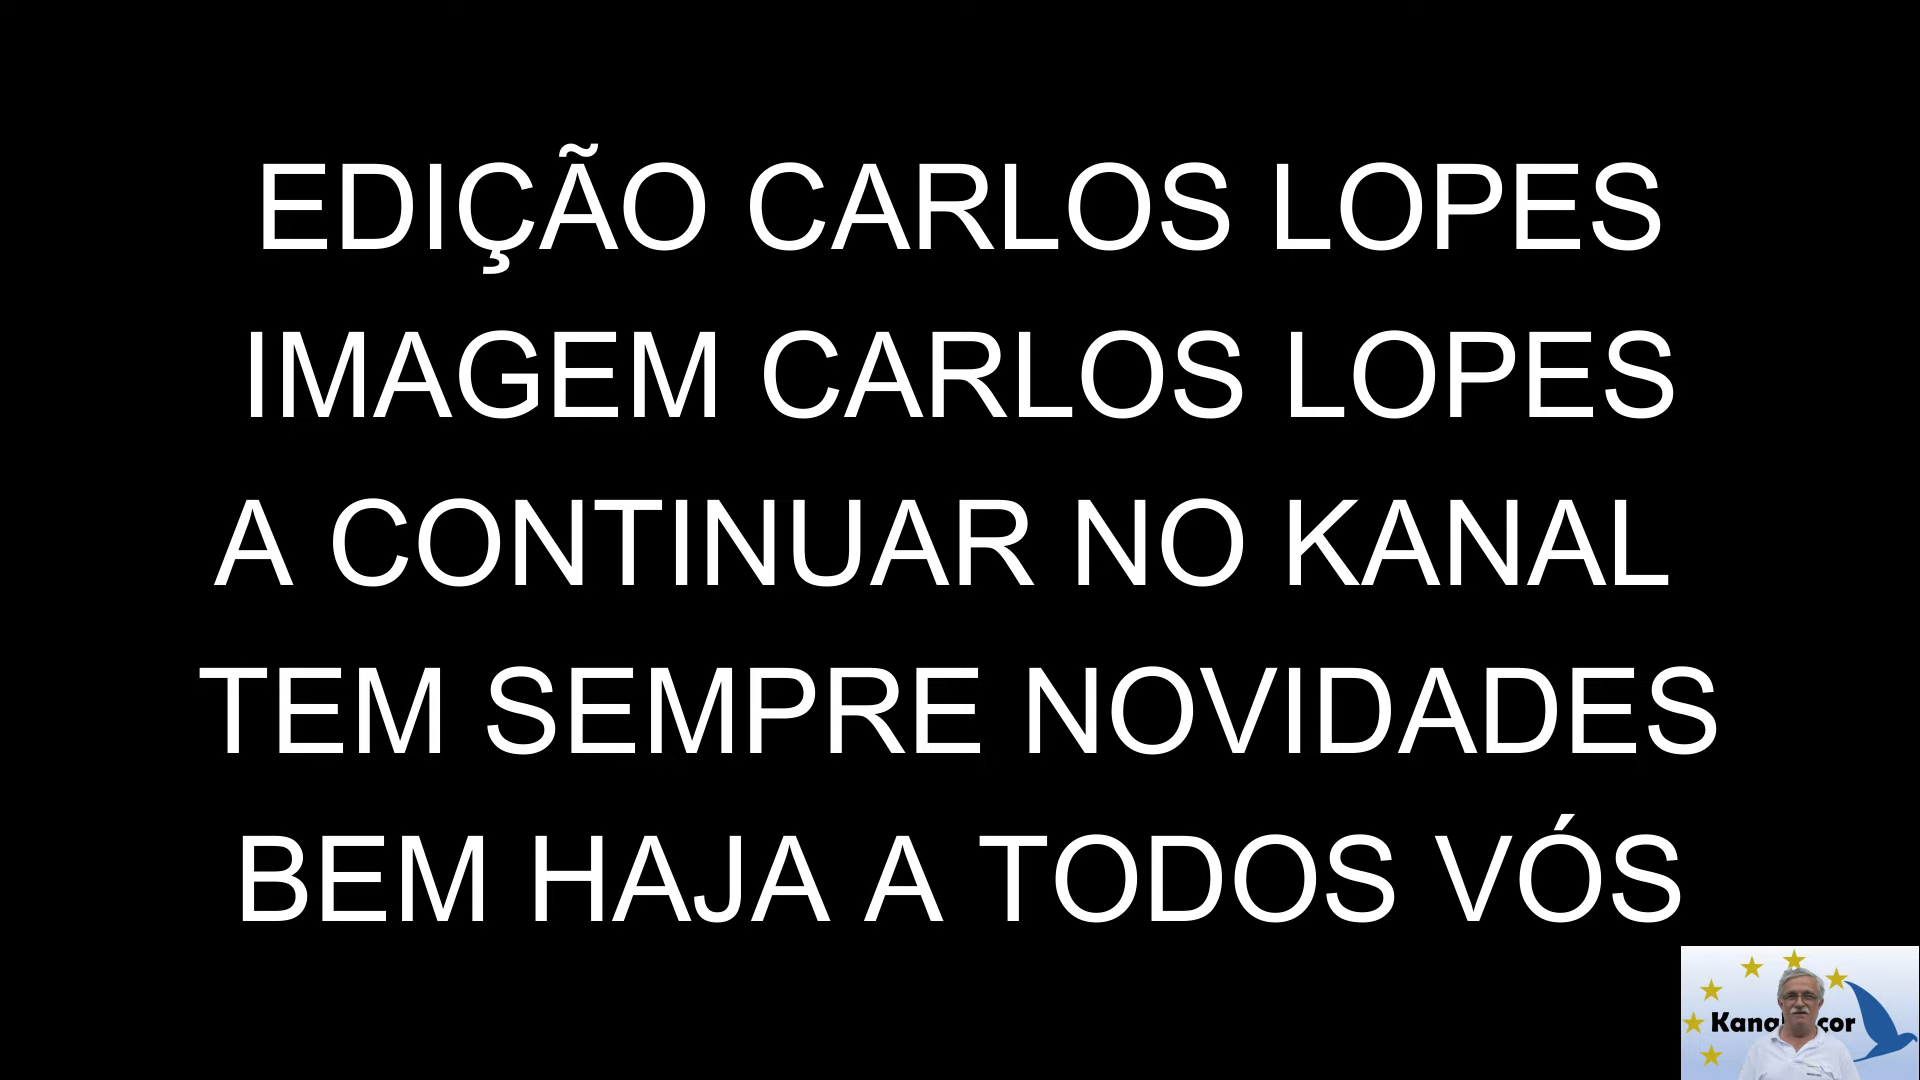 EDIÇÃO CARLOS LOPES
IMAGEM CARLOS LOPES
A CONTINUAR NO KANAL
TEM SEMPRE NOVIDADES
BEM HAJA A TODOS VÓS